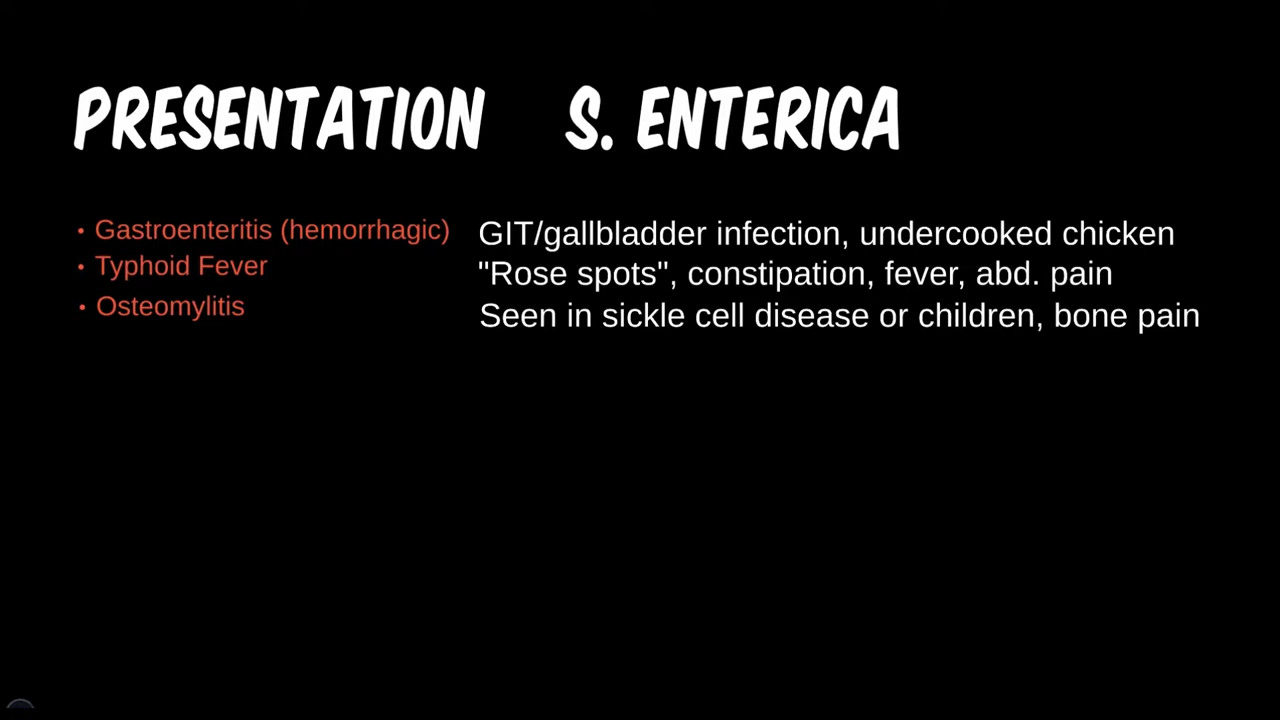 PRESENTATION S. ENTERICA
• Gastroenteritis (hemorrhagic) GIT/gallbladder infection, undercooked chicken
• Typhoid Fever "Rose spots", constipation, fever, abd. pain
• Osteomylitis Seen in sickle cell disease or children, bone pain